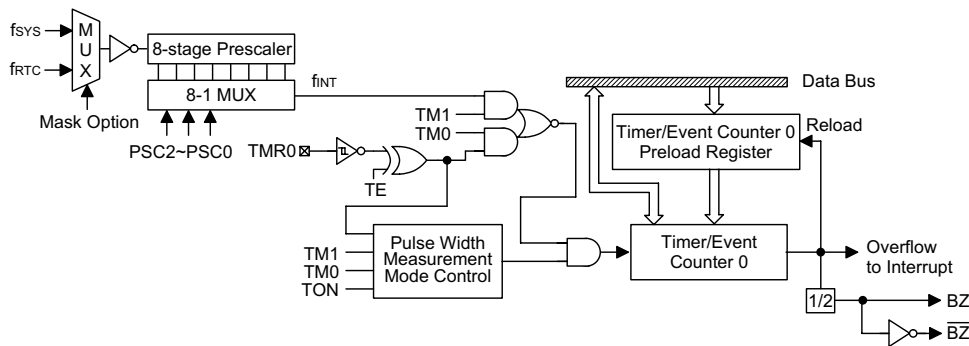 fSYS
fRTC
M
U
X
Mask Option
8-stage Prescaler
8-1 MUX
PSC2~PSC0
fINT
TM1
TM0
TMR0
TE
Data Bus
Timer/Event Counter 0
Preload Register
Reload
TM1
TM0
TON
Pulse Width
Measurement
Mode Control
Timer/Event
Counter 0
Overflow
to Interrupt
1/2
BZ
BZ